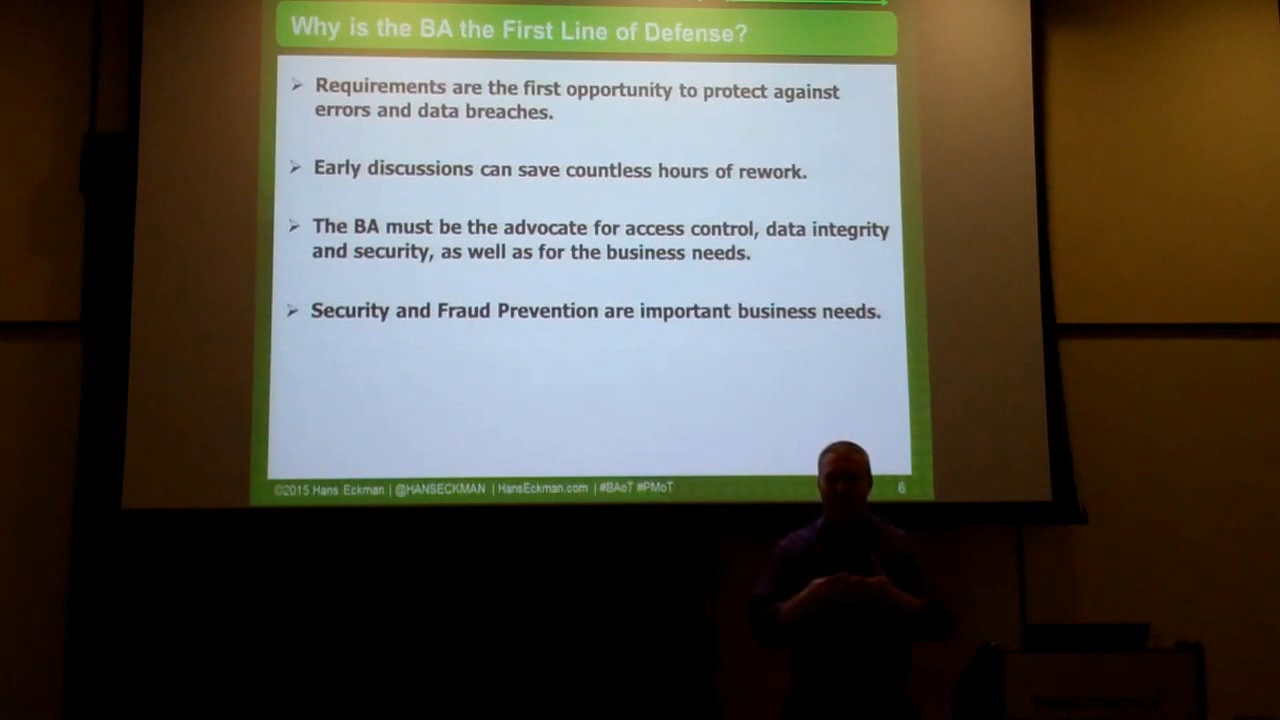 Why is the BA the First Line of Defense?
Requirements are the first opportunity to protect against
errors and data breaches.
Early discussions can save countless hours of rework.
The BA must be the advocate for access control, data integrity
and security, as well as for the business needs.
Security and Fraud Prevention are important business needs.
©2015 Hans Eckman | @HANSECKMAN | HansEckman.com | #BAoT #PMoT 6